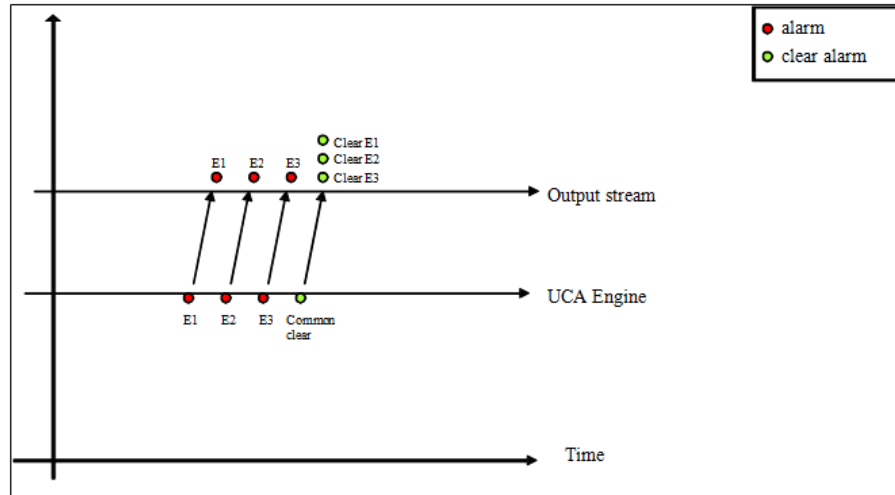 alarm
clear alarm
Clear E1
E1 E2 E3 Clear E2
Clear E3
Output stream
UCA Engine
E1 E2 E3 Common
clear
Time